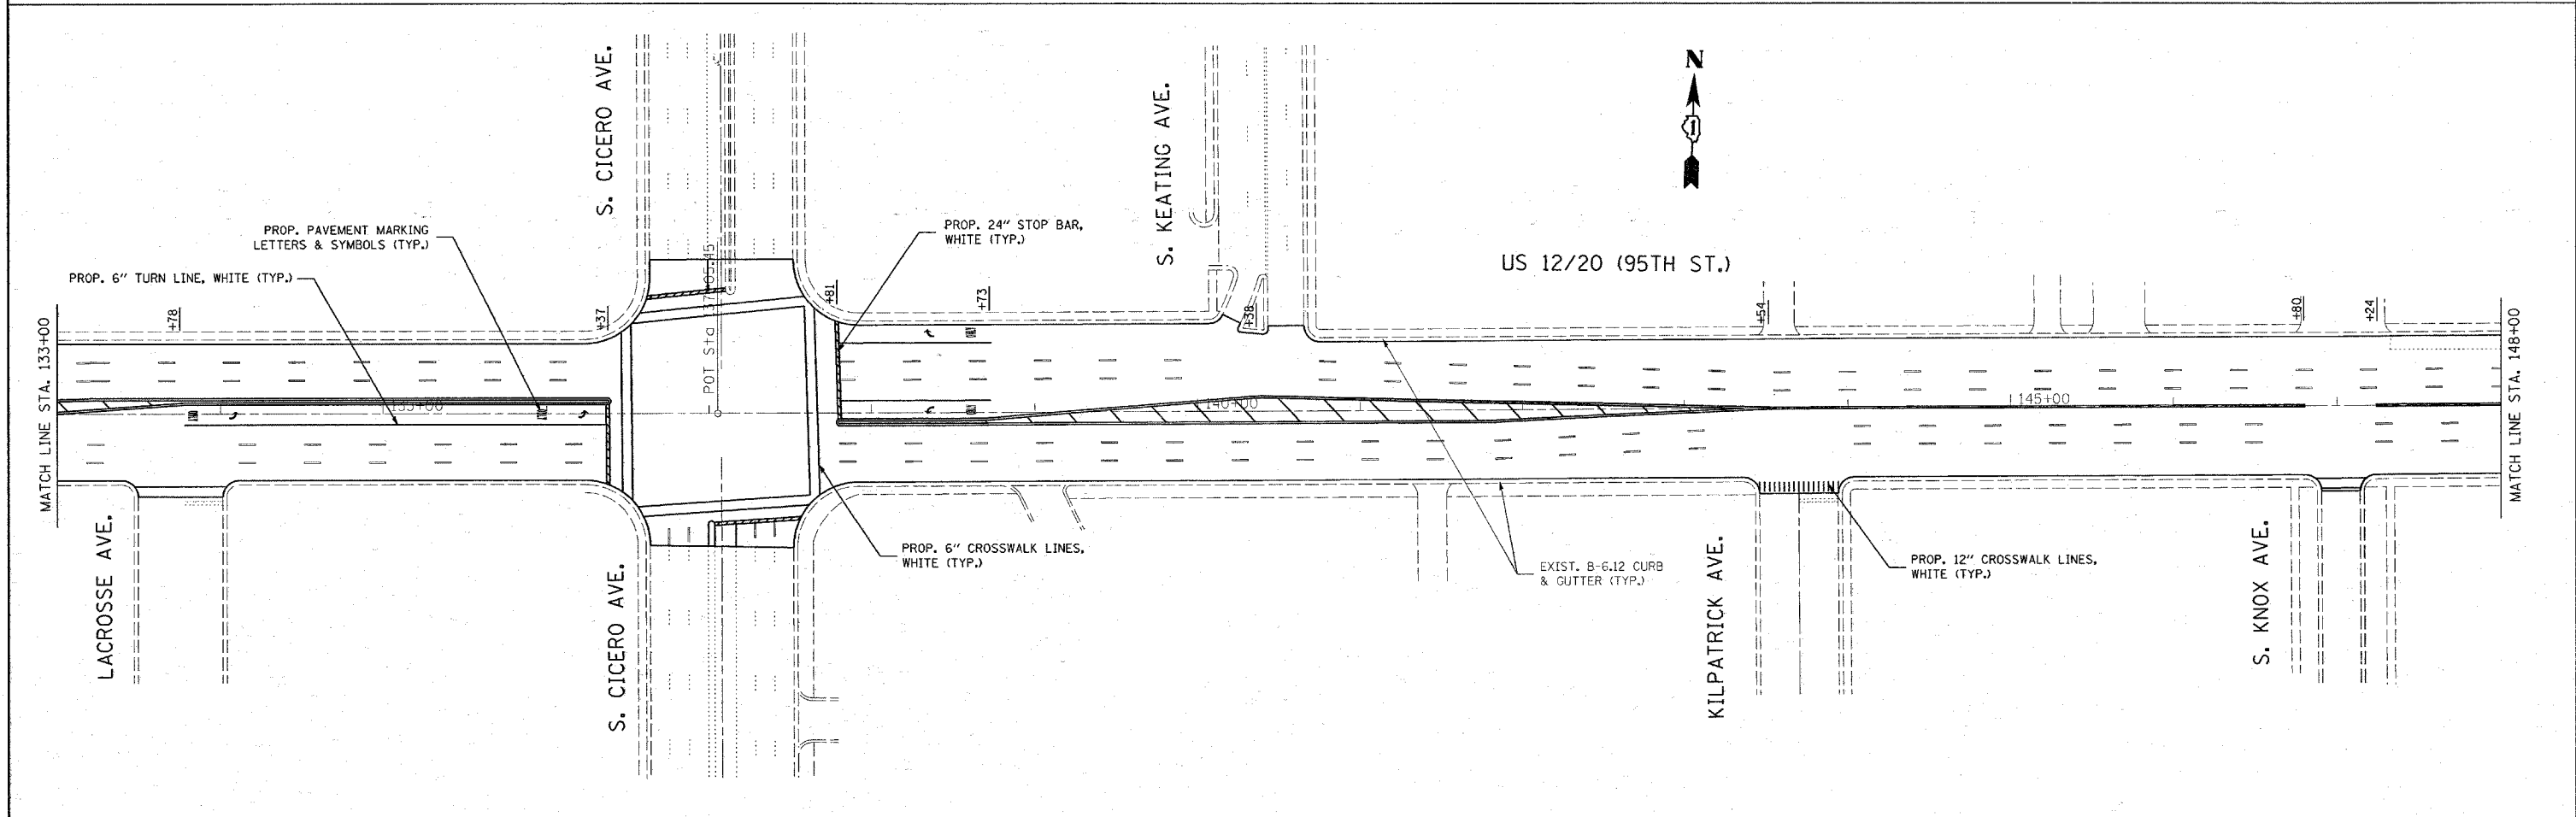 S. CICERO AVE.
S. KEATING AVE.
N
US 12/20 (95TH ST.)
PROP. PAVEMENT MARKING
LETTERS & SYMBOLS (TYP.)
PROP. 6" TURN LINE, WHITE (TYP.)
PROP. 24" STOP BAR,
WHITE (TYP.)
MATCH LINE STA. 133+00
+78
+37
+81
+73
+38
+54
+80
+24
MATCH LINE STA. 148+00
POT Sta
135+00
140+00
145+00
LACROSSE AVE.
S. CICERO AVE.
PROP. 6" CROSSWALK LINES,
WHITE (TYP.)
EXIST. B-6.12 CURB
& GUTTER (TYP.)
KILPATRICK AVE.
PROP. 12" CROSSWALK LINES,
WHITE (TYP.)
S. KNOX AVE.